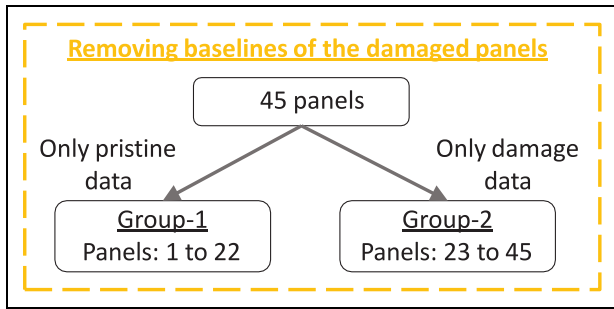 Removing baselines of the damaged panels
45 panels
Only pristine
data
Only damage
data
Group-1
Panels: 1 to 22
Group-2
Panels: 23 to 45